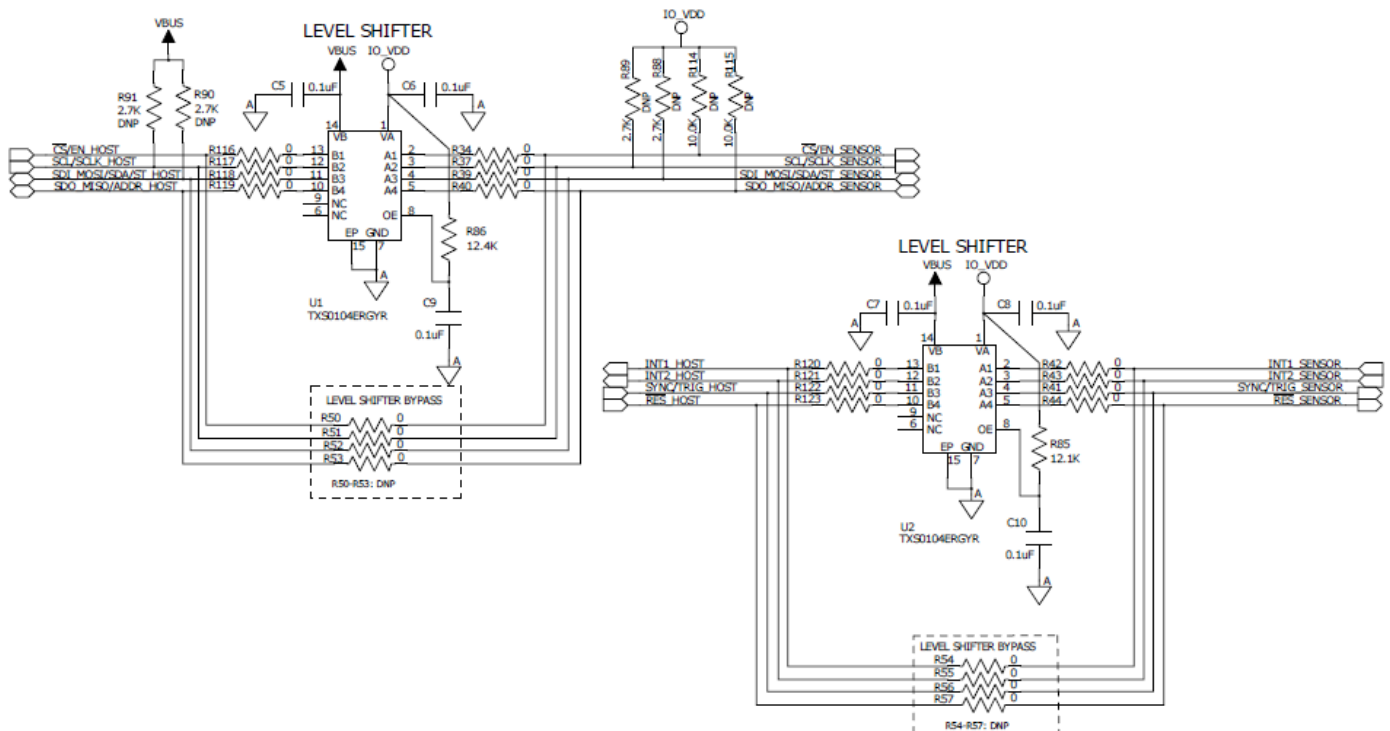 IO_VDD
VBUS
LEVEL SHIFTER
VBUS IO_VDD
C5 0.1uF
C6 0.1uF
A
A
R91
2.7K
DNP
R90
2.7K
DNP
R89
DNP
2.7K
R88
DNP
2.7K
R114
DNP
10.0K
R115
DNP
10.0K
14 1
VB VA
CS/EN_HOST R116 0 13 B1 A1 2 R34 0 CS/EN_SENSOR
SCL/SCLK_HOST R117 0 12 B2 A2 3 R37 0 SCL/SCLK_SENSOR
SDI_MOSI/SDA/ST_HOST R118 0 11 B3 A3 4 R39 0 SDI_MOSI/SDA/ST_SENSOR
SDO_MISO/ADDR_HOST R119 0 10 B4 A4 5 R40 0 SDO_MISO/ADDR_SENSOR
9 NC
6 NC OE 8
EP GND
15 7
A
R86
12.4K
U1
TXS0104ERGYR
C9
0.1uF
A
LEVEL SHIFTER BYPASS
R50 0
R51 0
R52 0
R53 0
R50-R53: DNP
LEVEL SHIFTER
VBUS IO_VDD
C7 0.1uF
C8 0.1uF
A
A
14 1
VB VA
INT1_HOST R120 0 13 B1 A1 2 R42 0 INT1_SENSOR
INT2_HOST R121 0 12 B2 A2 3 R43 0 INT2_SENSOR
SYNC/TRIG_HOST R122 0 11 B3 A3 4 R41 0 SYNC/TRIG_SENSOR
RES_HOST R123 0 10 B4 A4 5 R44 0 RES_SENSOR
9 NC
6 NC OE 8
EP GND
15 7
A
R85
12.1K
U2
TXS0104ERGYR
C10
0.1uF
A
LEVEL SHIFTER BYPASS
R54 0
R55 0
R56 0
R57 0
R54-R57: DNP